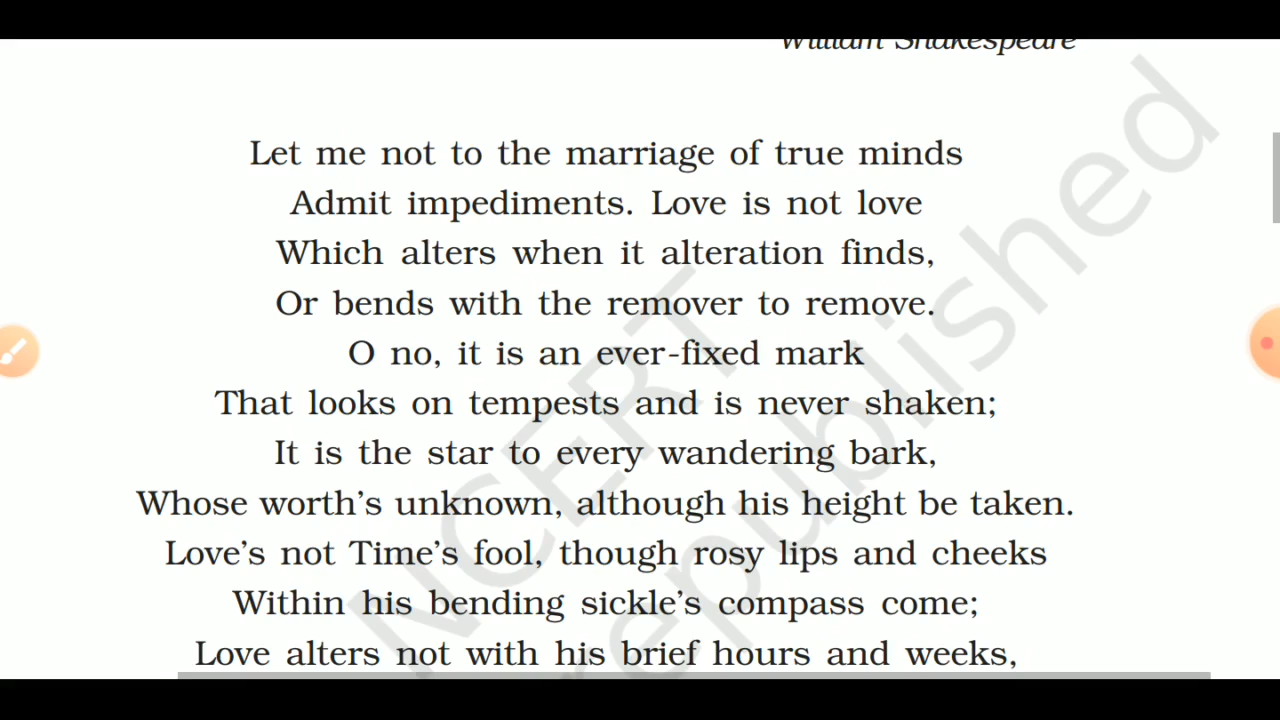 William Shakespeare
Let me not to the marriage of true minds
Admit impediments. Love is not love
Which alters when it alteration finds,
Or bends with the remover to remove.
O no, it is an ever-fixed mark
That looks on tempests and is never shaken;
It is the star to every wandering bark,
Whose worth's unknown, although his height be taken.
Love's not Time's fool, though rosy lips and cheeks
Within his bending sickle's compass come;
Love alters not with his brief hours and weeks,
NCERT
republished